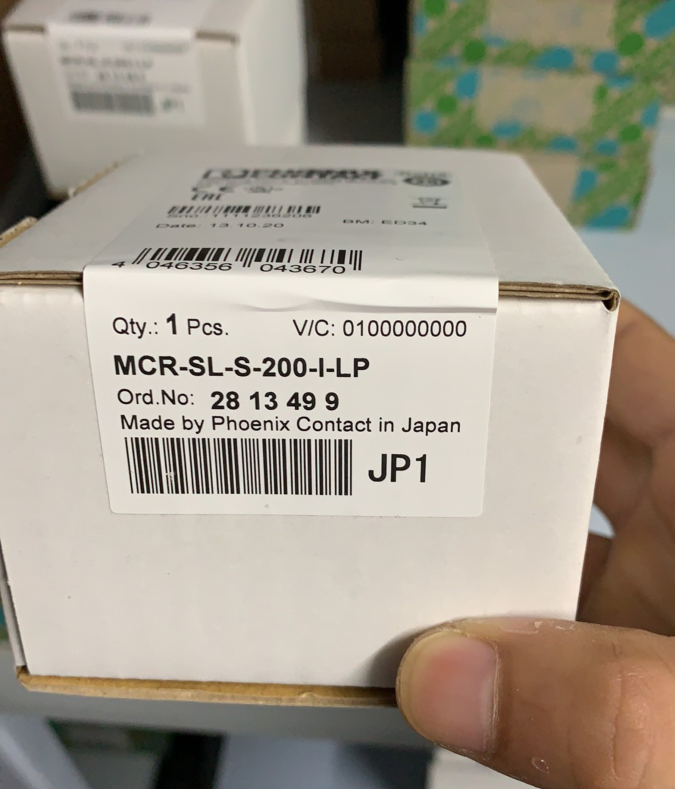 EAC
Date: 13.10.20 BM: ED34
4 046356 043670
Qty.: 1 Pcs. V/C: 0100000000
MCR-SL-S-200-I-LP
Ord.No: 28 13 49 9
Made by Phoenix Contact in Japan
JP1